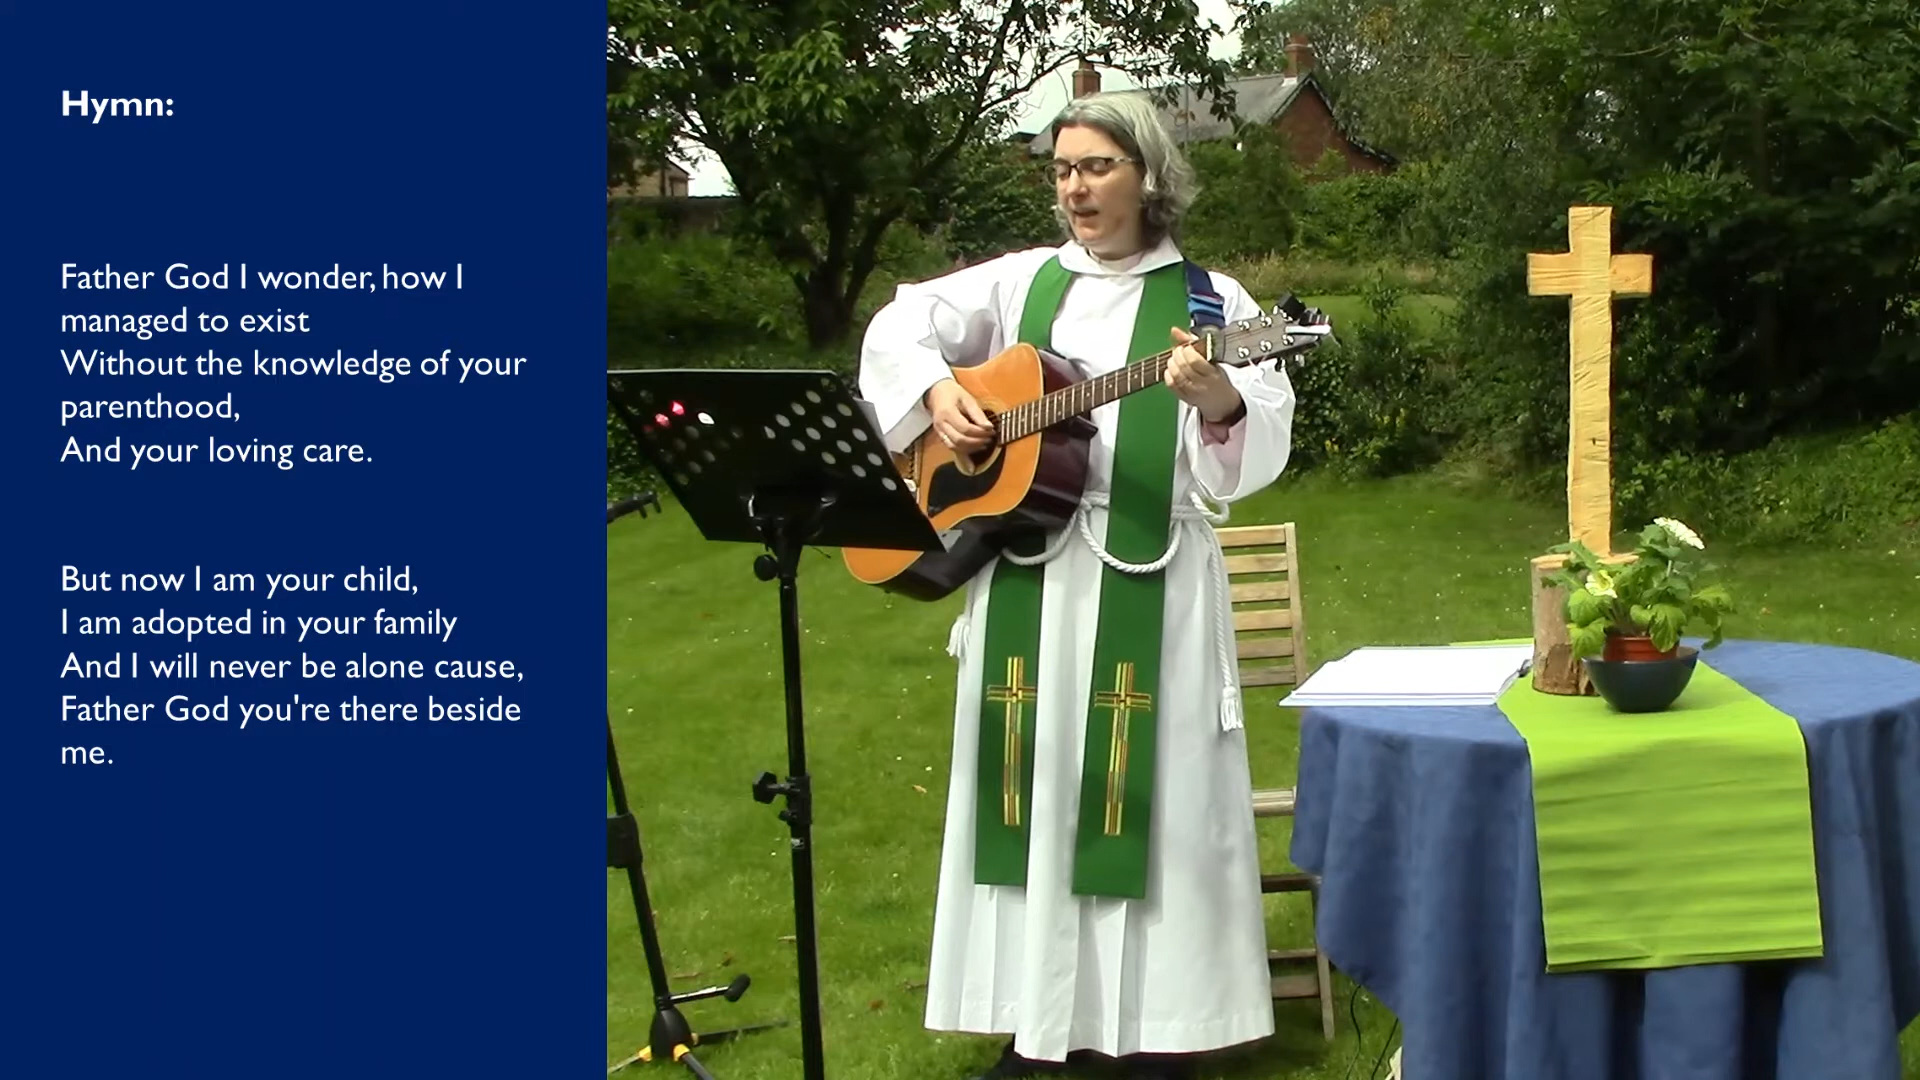 Hymn:
Father God I wonder, how I
managed to exist
Without the knowledge of your
parenthood,
And your loving care.
But now I am your child,
I am adopted in your family
And I will never be alone cause,
Father God you're there beside
me.